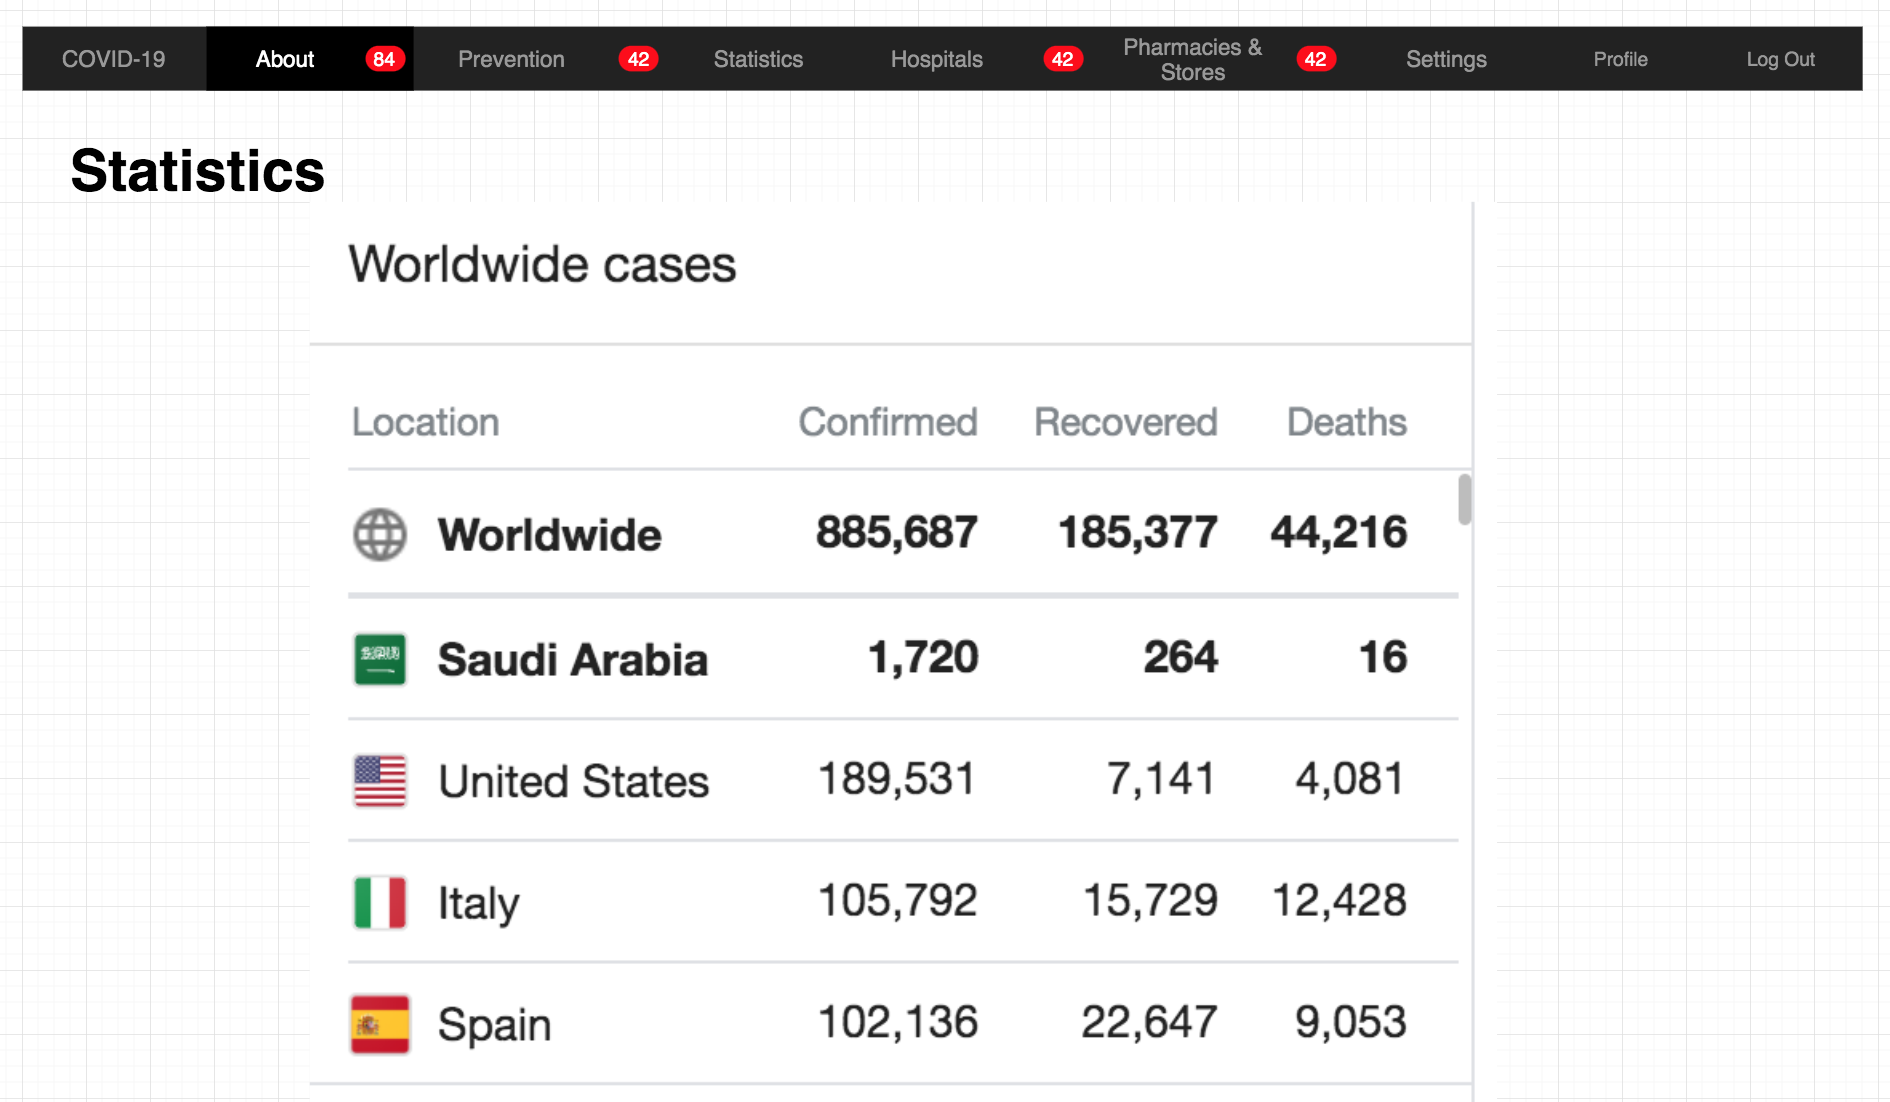 COVID-19 About 84 Prevention 42 Statistics Hospitals 42 Pharmacies & Stores 42 Settings Profile Log Out
Statistics
Worldwide cases
Location Confirmed Recovered Deaths
Worldwide 885,687 185,377 44,216
Saudi Arabia 1,720 264 16
United States 189,531 7,141 4,081
Italy 105,792 15,729 12,428
Spain 102,136 22,647 9,053